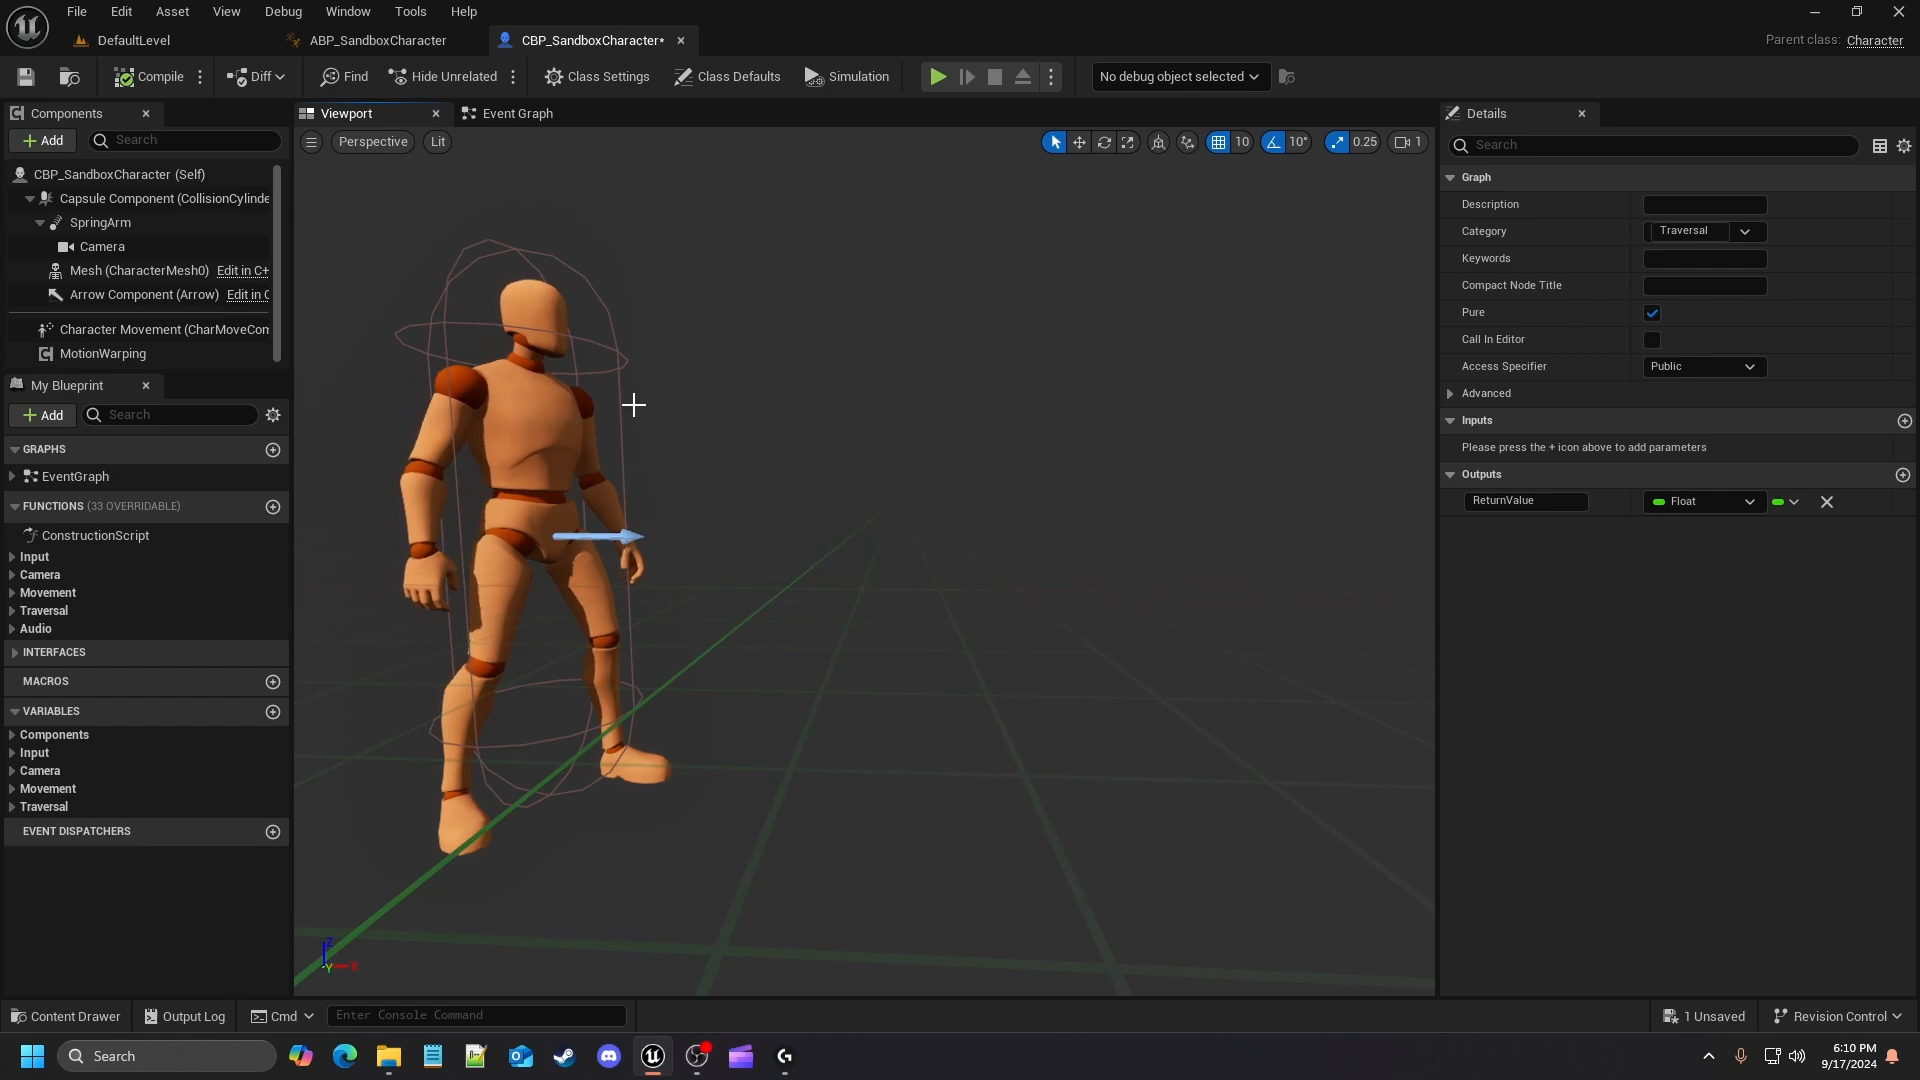 File Edit Asset View Debug Window Tools Help
DefaultLevel ABP_SandboxCharacter CBP_SandboxCharacter*
Parent class: Character
Compile Diff Find Hide Unrelated Class Settings Class Defaults Simulation No debug object selected
Components
Add Search
CBP_SandboxCharacter (Self)
Capsule Component (CollisionCylinde
SpringArm
Camera
Mesh (CharacterMesh0) Edit in C+
Arrow Component (Arrow) Edit in C
Character Movement (CharMoveCom
MotionWarping
My Blueprint
Add Search
GRAPHS
EventGraph
FUNCTIONS (33 OVERRIDABLE)
ConstructionScript
Input
Camera
Movement
Traversal
Audio
INTERFACES
MACROS
VARIABLES
Components
Input
Camera
Movement
Traversal
EVENT DISPATCHERS
Viewport Event Graph
Perspective Lit
10 10° 0.25 1
Z
Y X
Details
Search
Graph
Description
Category Traversal
Keywords
Compact Node Title
Pure
Call In Editor
Access Specifier Public
Advanced
Inputs
Please press the + icon above to add parameters
Outputs
ReturnValue Float
Content Drawer Output Log Cmd Enter Console Command 1 Unsaved Revision Control
Search
6:10 PM
9/17/2024